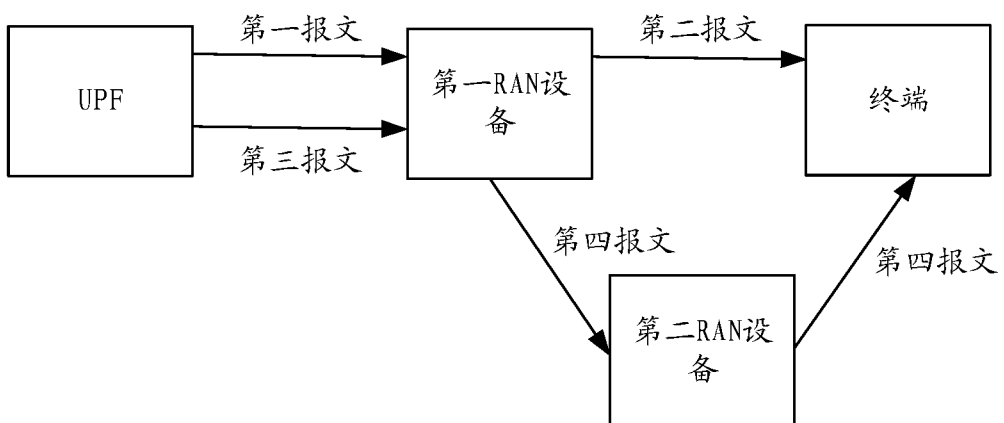 第一报文
第二报文
UPF
第一RAN设
备
终端
第三报文
第四报文
第四报文
第二RAN设
备